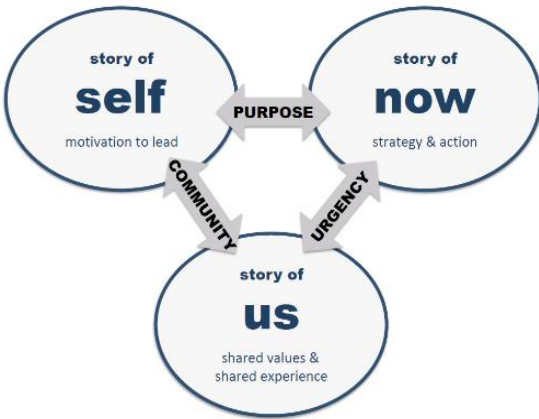 story of
self
motivation to lead
PURPOSE
story of
now
strategy & action
COMMUNITY
URGENCY
story of
us
shared values &
shared experience